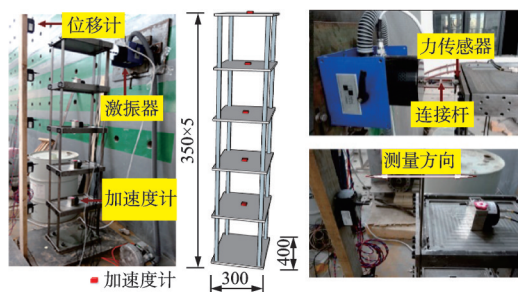 位移计
激振器
加速度计
加速度计
350×5
300
400
力传感器
连接杆
测量方向